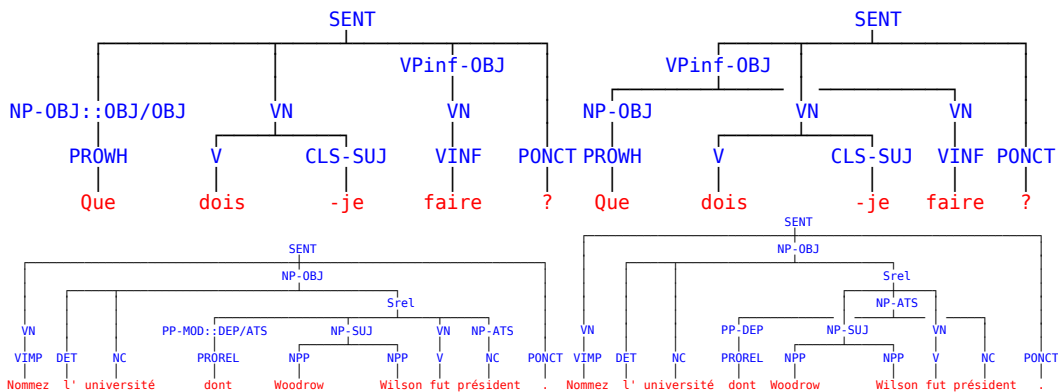 SENT
VPinf-OBJ
NP-OBJ::OBJ/OBJ VN VN
PROWH V CLS-SUJ VINF PONCT
Que dois -je faire ?
SENT
VPinf-OBJ
NP-OBJ VN VN
PROWH V CLS-SUJ VINF PONCT
Que dois -je faire ?
SENT
NP-OBJ
Srel
VN PP-MOD::DEP/ATS NP-SUJ VN NP-ATS
VIMP DET NC PROREL NPP NPP V NC PONCT
Nommez l' université dont Woodrow Wilson fut président .
SENT
NP-OBJ
Srel
NP-ATS
VN PP-DEP NP-SUJ VN
VIMP DET NC PROREL NPP NPP V NC PONCT
Nommez l' université dont Woodrow Wilson fut président .